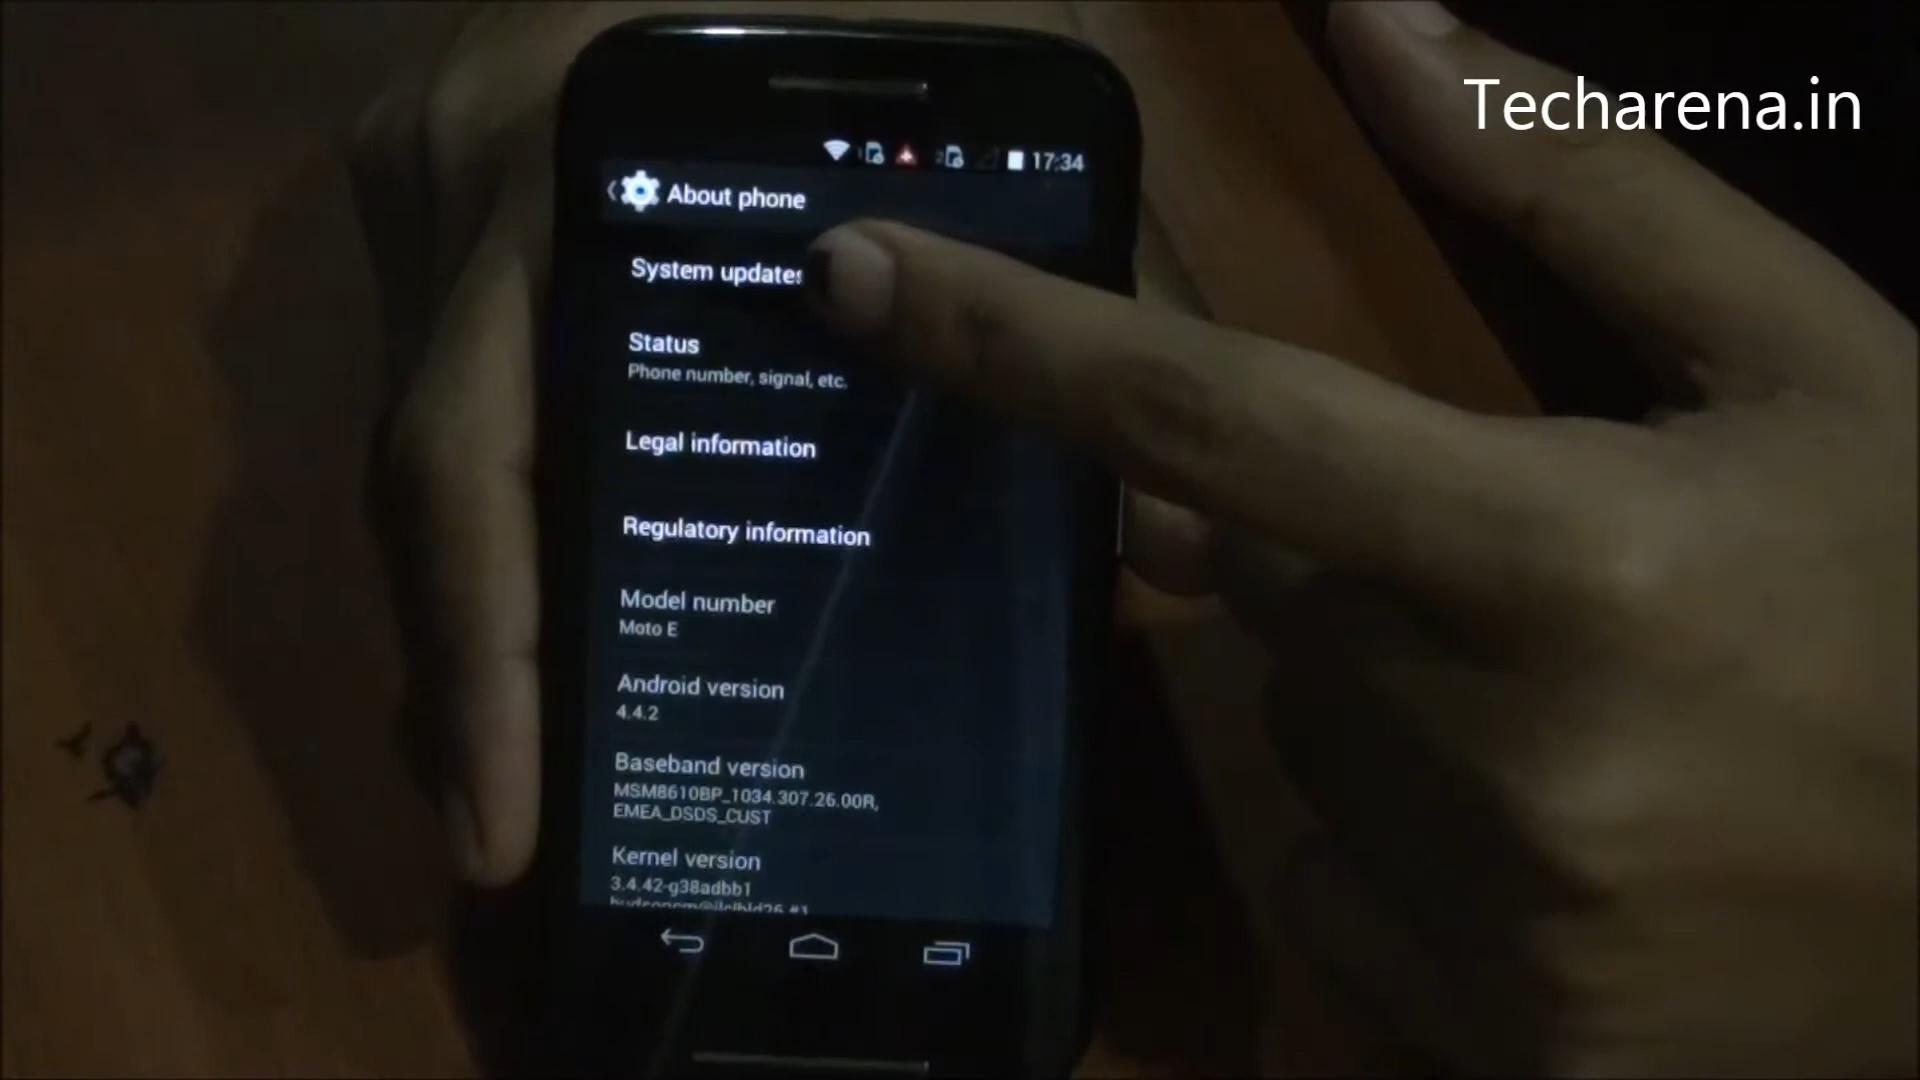 Techarena.in
17:34
About phone
System updates
Status
Phone number, signal, etc.
Legal information
Regulatory information
Model number
Moto E
Android version
4.4.2
Baseband version
MSM8610BP_1034.307.26.00R,
EMEA_DSDS_CUST
Kernel version
3.4.42-g38adbb1